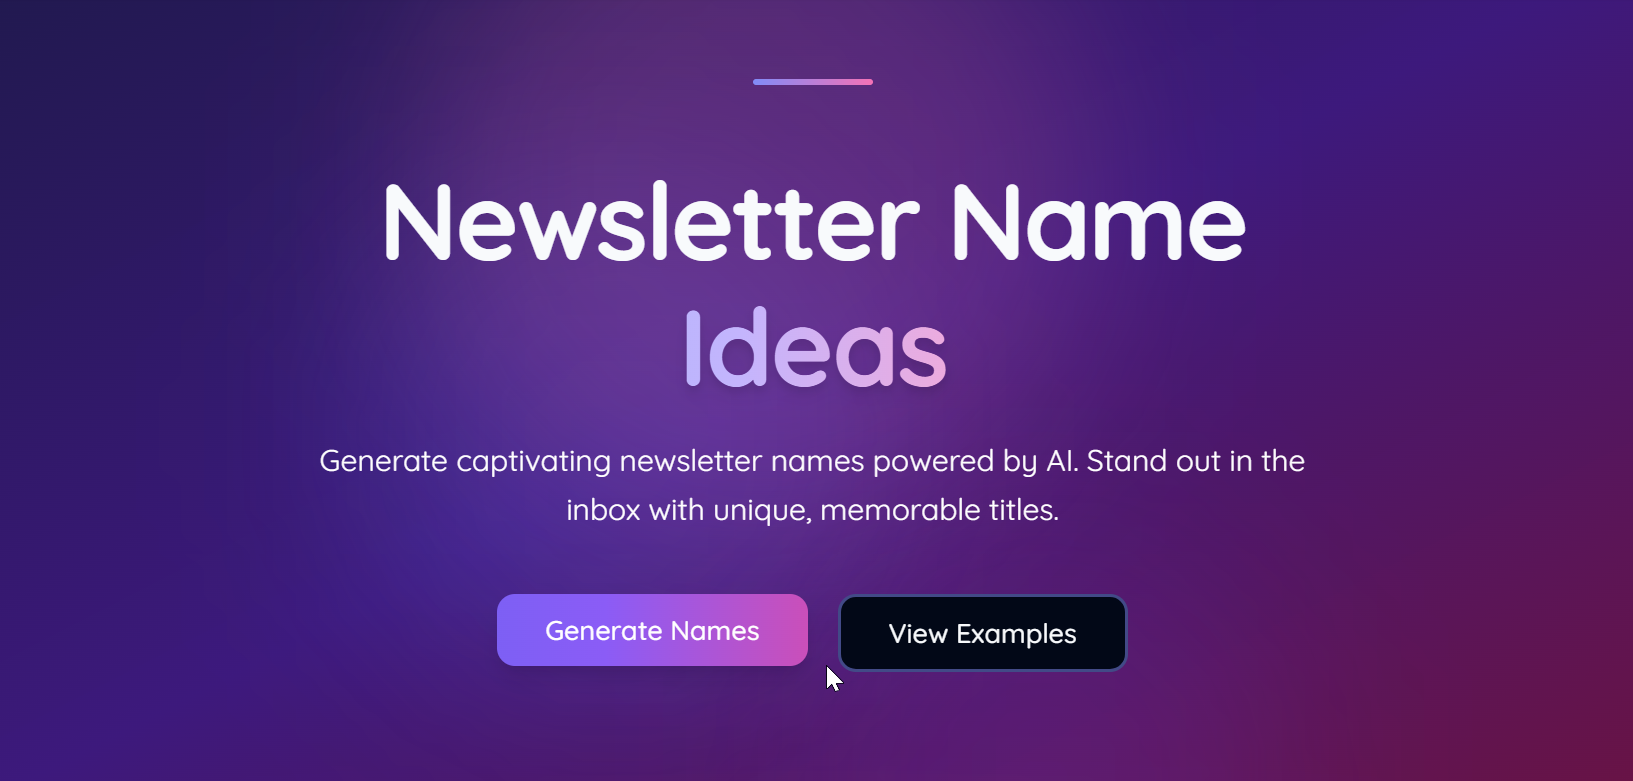 Newsletter Name
Ideas
Generate captivating newsletter names powered by AI. Stand out in the
inbox with unique, memorable titles.
Generate Names
View Examples